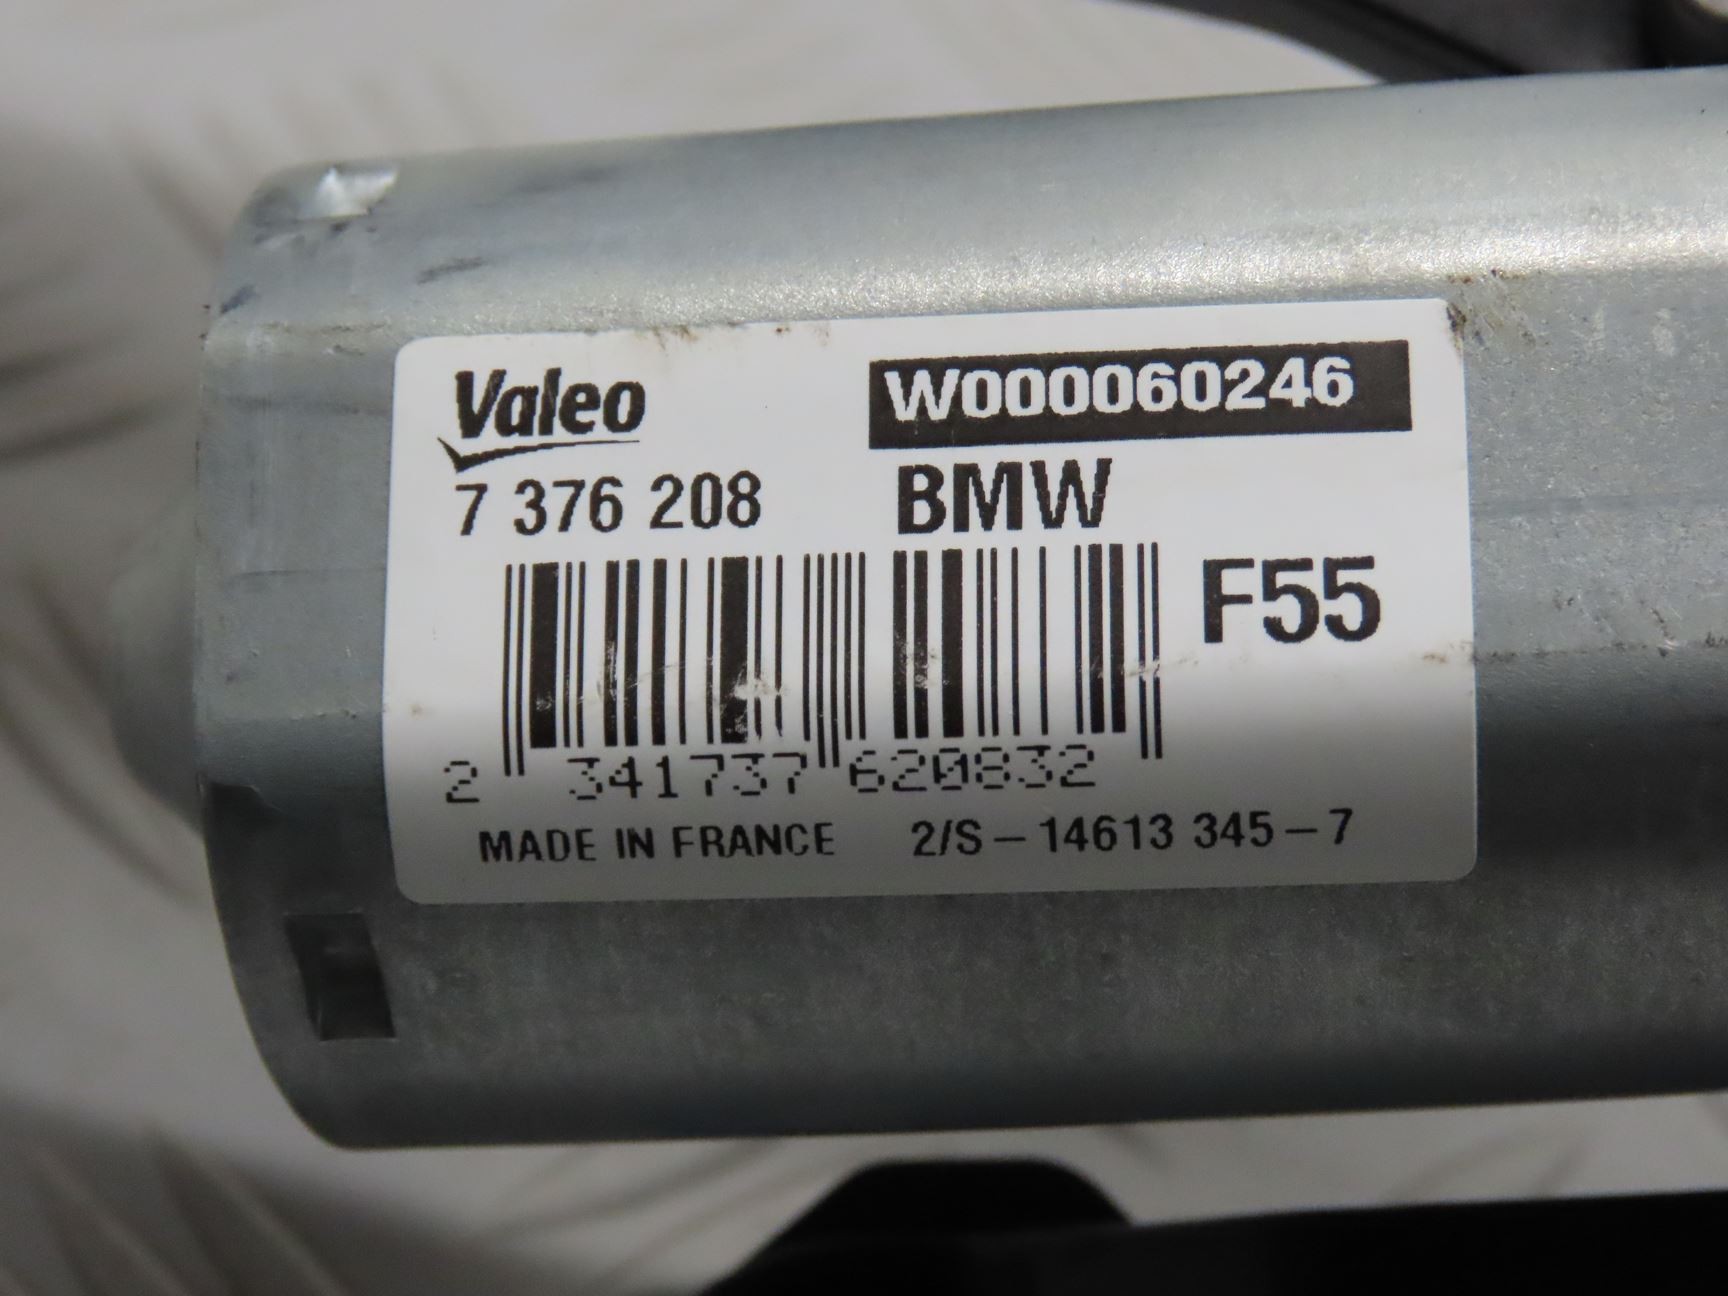 Valeo W000060246
7 376 208 BMW
F55
2 341737 620832
MADE IN FRANCE 2/S-14613 345-7